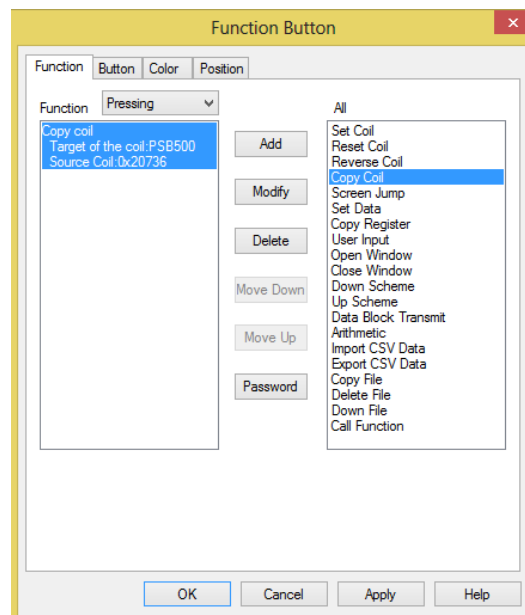 Function Button
Function Button Color Position
Function Pressing
All
Copy coil
Target of the coil:PSB500
Source Coil:0x20736
Add
Modify
Delete
Move Down
Move Up
Password
Set Coil
Reset Coil
Reverse Coil
Copy Coil
Screen Jump
Set Data
Copy Register
User Input
Open Window
Close Window
Down Scheme
Up Scheme
Data Block Transmit
Arithmetic
Import CSV Data
Export CSV Data
Copy File
Delete File
Down File
Call Function
OK Cancel Apply Help